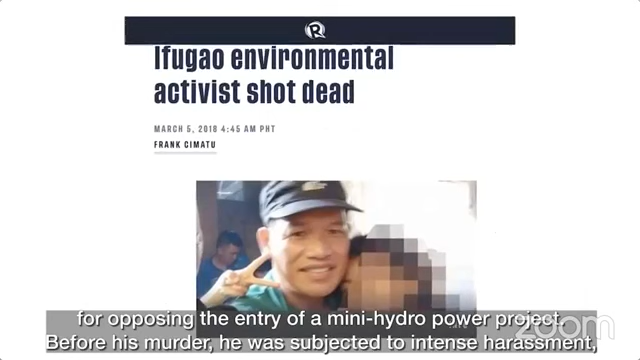 R
Ifugao environmental
activist shot dead
MARCH 5, 2018 4:45 AM PHT
FRANK CIMATU
for opposing the entry of a mini-hydro power project.
Before his murder, he was subjected to intense harassment,
zoom